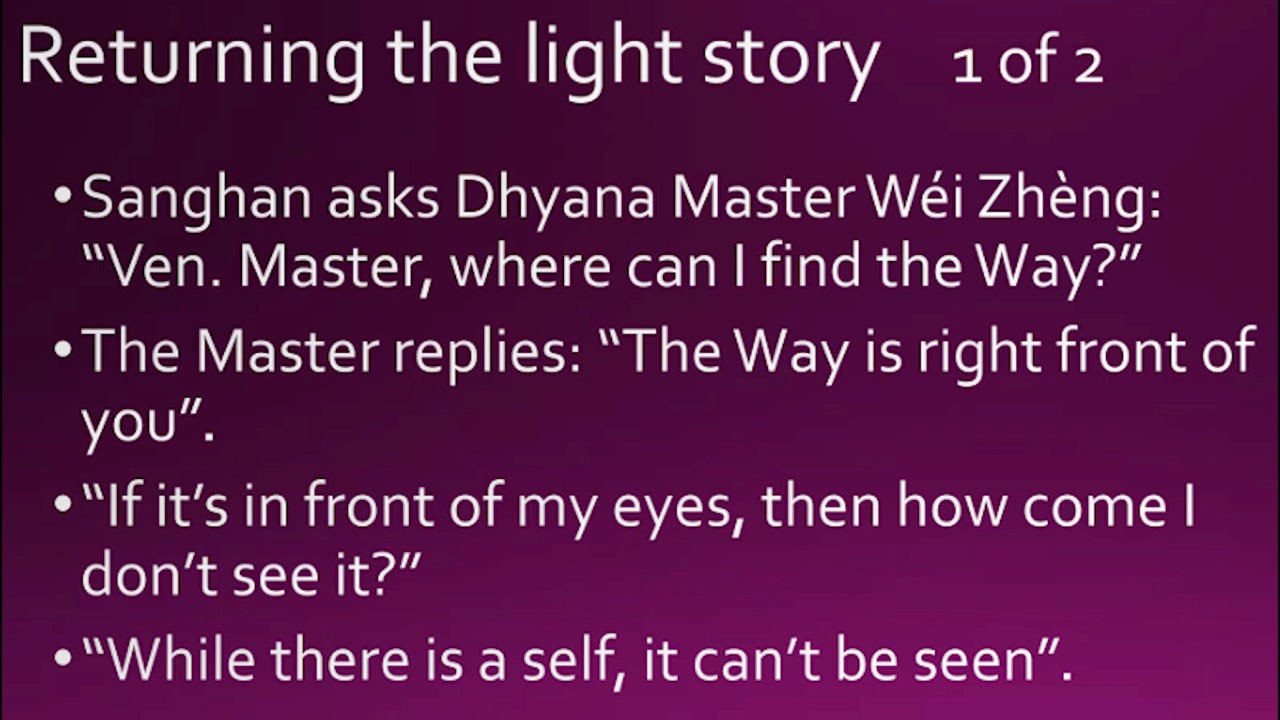 Returning the light story 1 of 2
•Sanghan asks Dhyana Master Wéi Zhèng:
“Ven. Master, where can I find the Way?”
•The Master replies: “The Way is right front of
you”.
•“If it’s in front of my eyes, then how come I
don’t see it?”
•“While there is a self, it can’t be seen”.